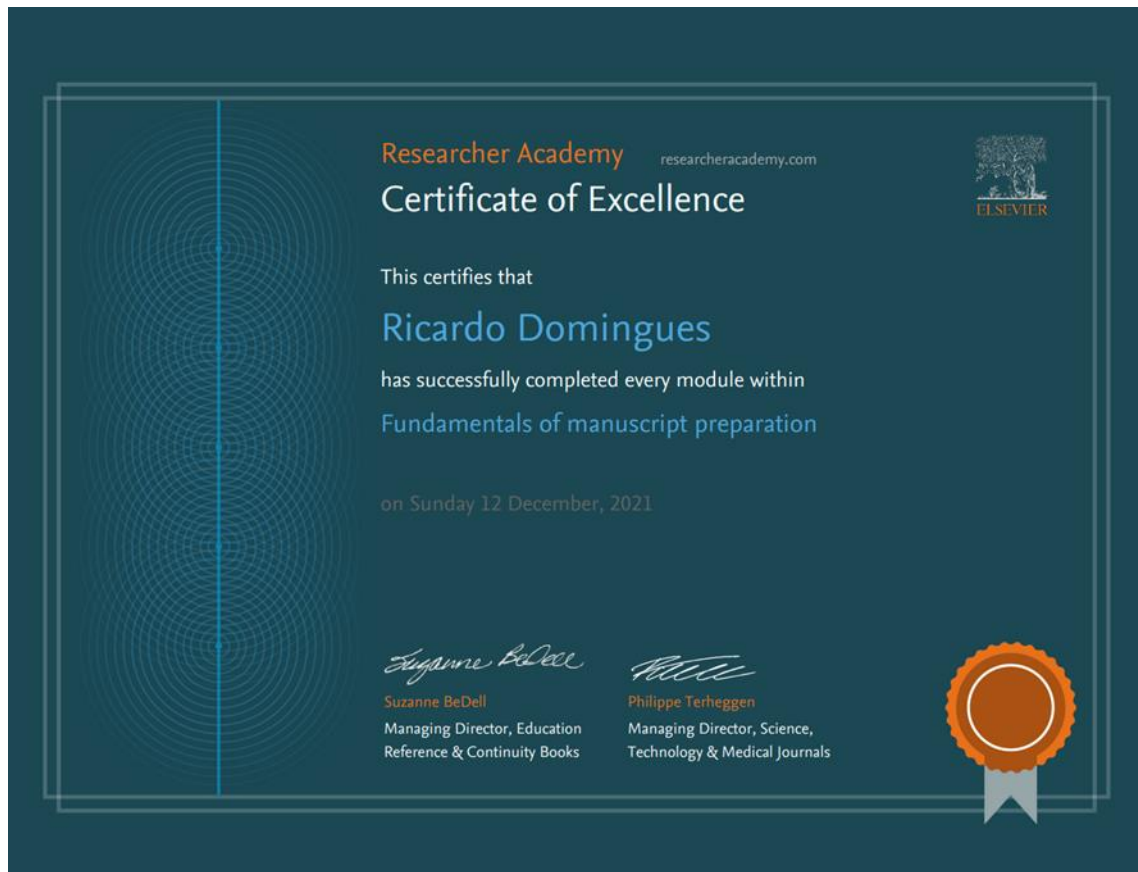 Researcher Academy researcheracademy.com
Certificate of Excellence
ELSEVIER
This certifies that
Ricardo Domingues
has successfully completed every module within
Fundamentals of manuscript preparation
on Sunday 12 December, 2021
Suzanne BeDell
Suzanne BeDell
Managing Director, Education
Reference & Continuity Books
Philippe Terheggen
Managing Director, Science,
Technology & Medical Journals